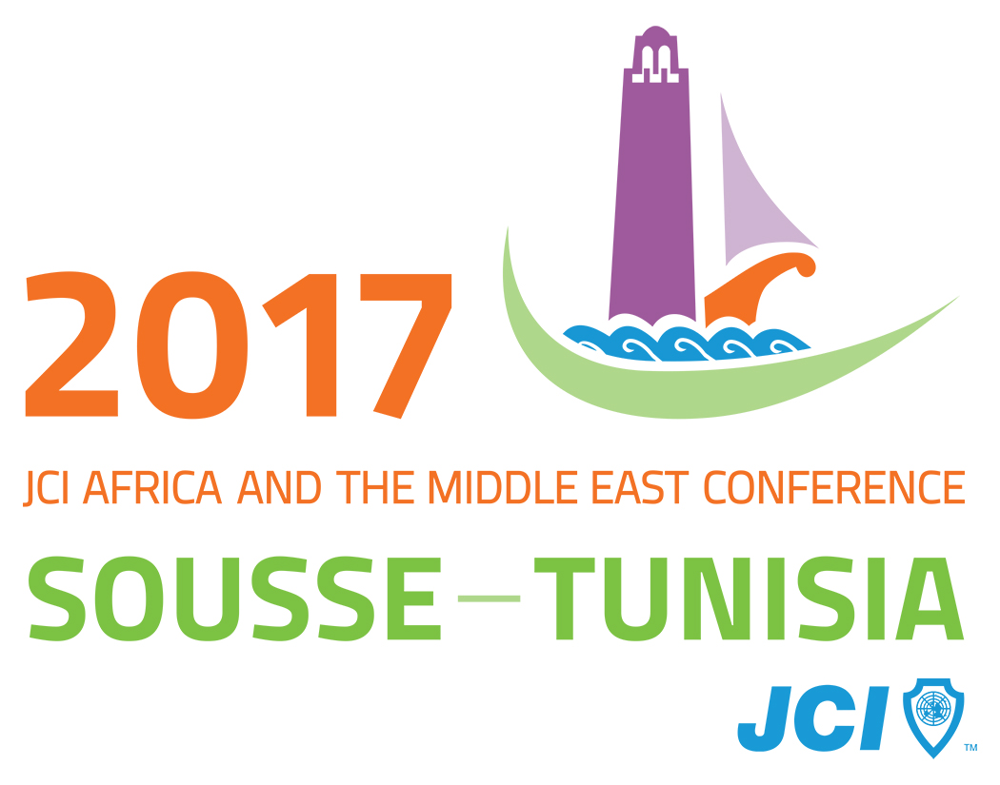 2017
JCI AFRICA AND THE MIDDLE EAST CONFERENCE
SOUSSE—TUNISIA
JCI
TM